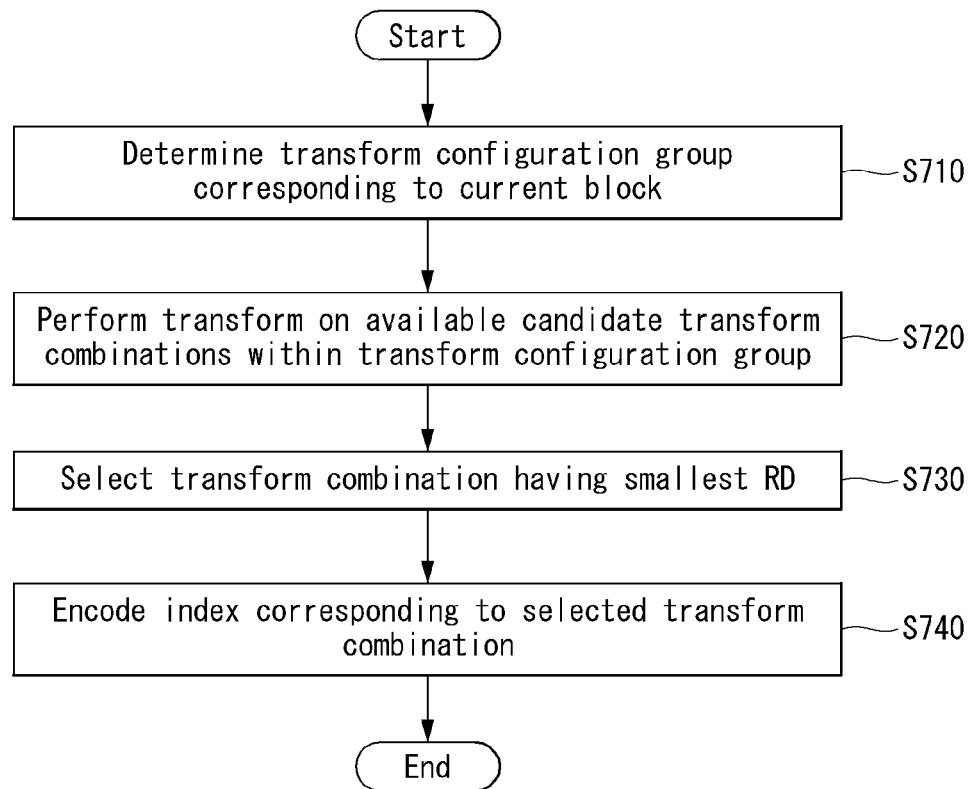 Start
Determine transform configuration group
corresponding to current block
S710
Perform transform on available candidate transform
combinations within transform configuration group
S720
Select transform combination having smallest RD
S730
Encode index corresponding to selected transform
combination
S740
End